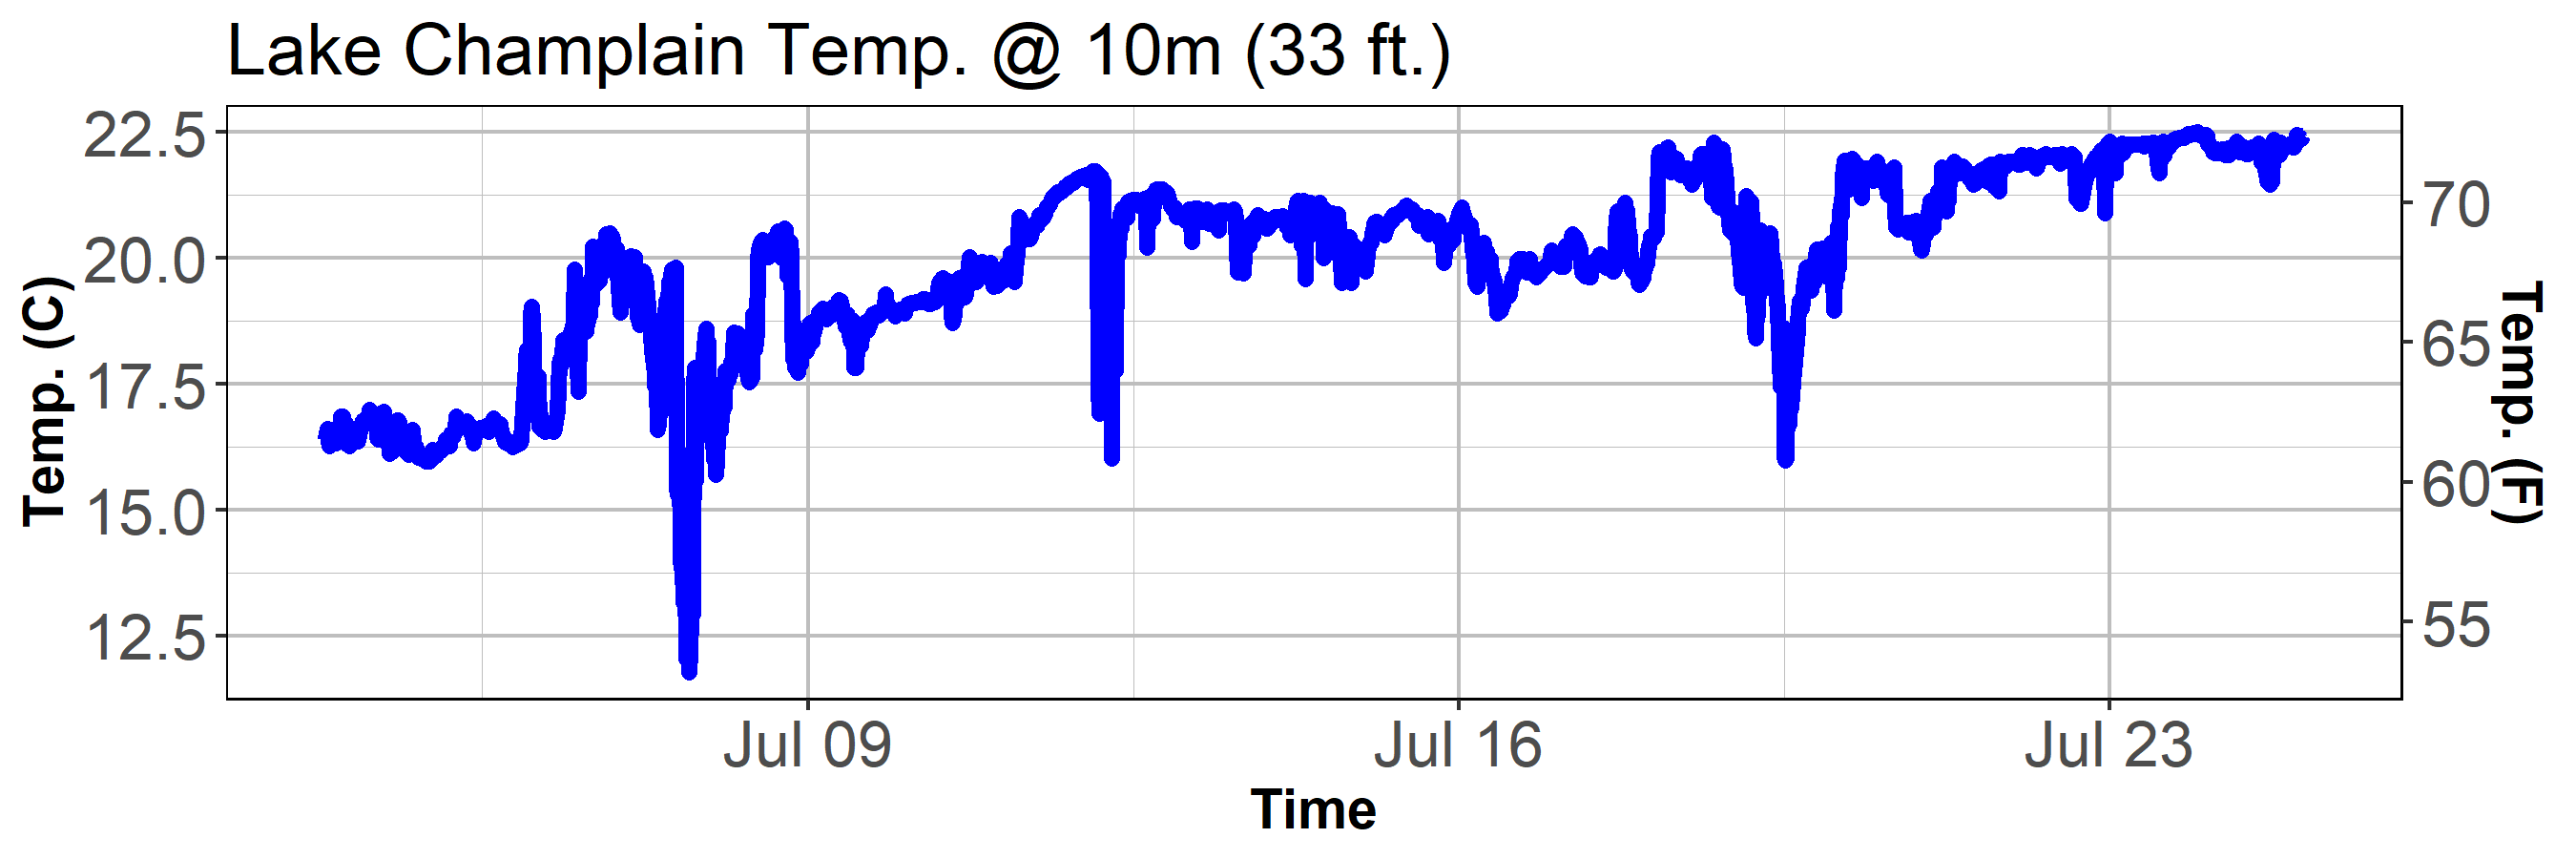 Lake Champlain Temp. @ 10m (33 ft.)
22.5
20.0
17.5
15.0
12.5
Temp. (C)
70
65
60
55
Temp. (F)
Jul 09
Jul 16
Jul 23
Time